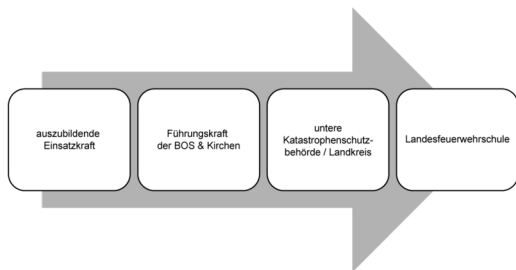 auszubildende
Einsatzkraft
Führungskraft
der BOS & Kirchen
untere
Katastrophenschutz-
behörde / Landkreis
Landesfeuerwehrschule